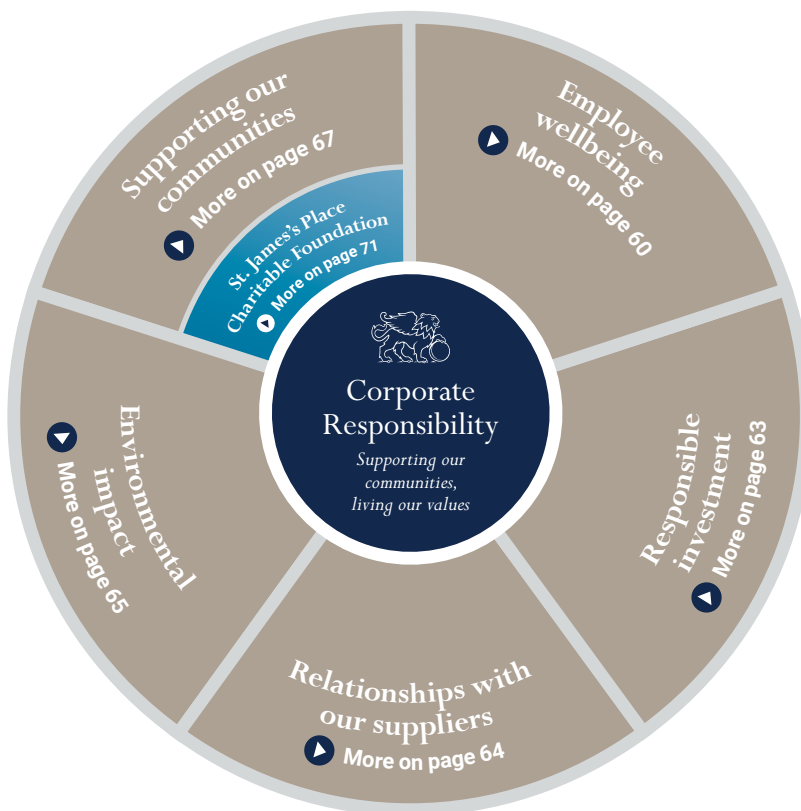 Supporting our
communities
More on page 67
St. James's Place
Charitable Foundation
More on page 71
Employee
wellbeing
More on page 60
Corporate
Responsibility
Supporting our
communities,
living our values
Environmental
impact
More on page 65
Responsible
investment
More on page 63
Relationships with
our suppliers
More on page 64